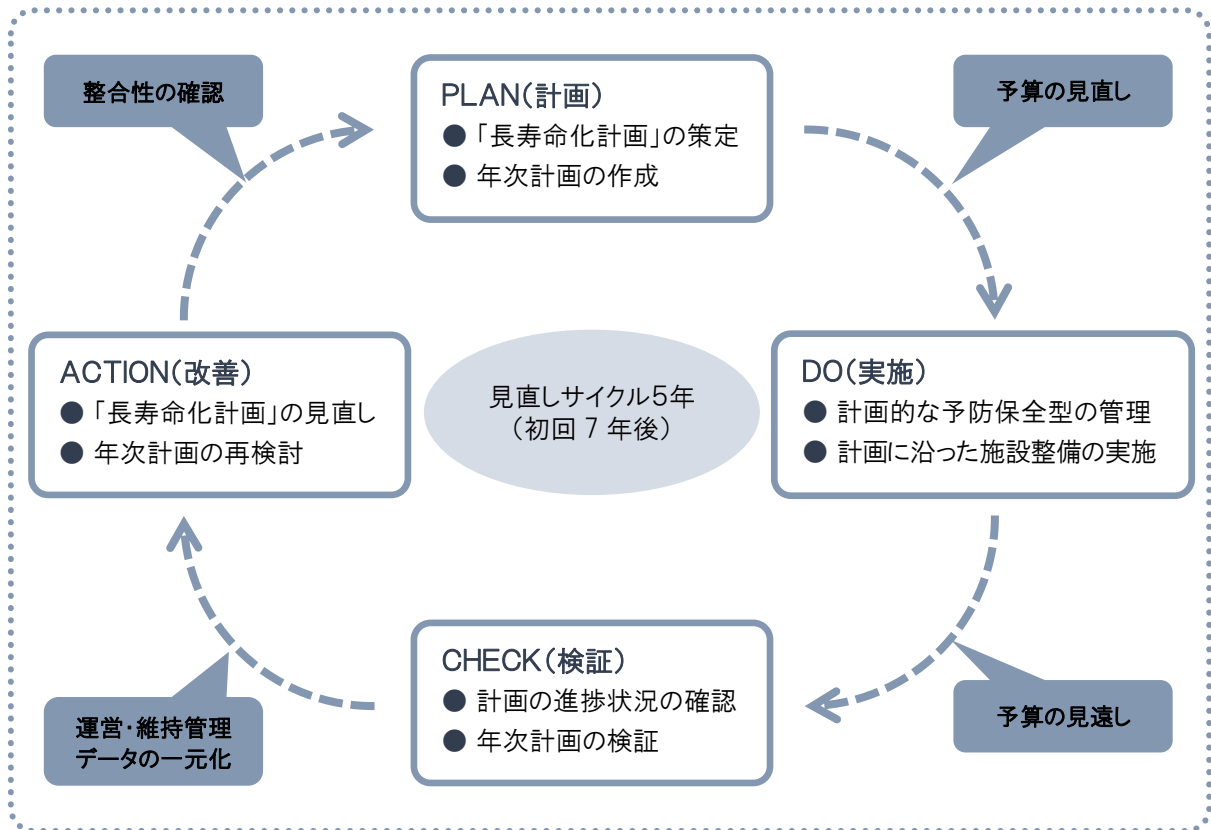 整合性の確認
PLAN（計画）
● 「長寿命化計画」の策定
● 年次計画の作成
予算の見直し
ACTION（改善）
● 「長寿命化計画」の見直し
● 年次計画の再検討
見直しサイクル５年
（初回 7 年後）
DO（実施）
● 計画的な予防保全型の管理
● 計画に沿った施設整備の実施
運営・維持管理
データの一元化
CHECK（検証）
● 計画の進捗状況の確認
● 年次計画の検証
予算の見遠し